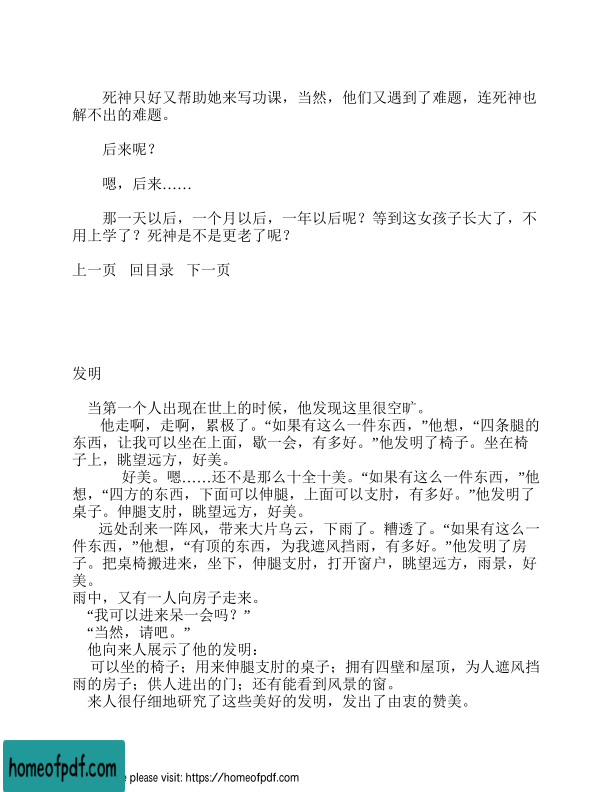 死神只好又帮助她来写功课，当然，他们又遇到了难题，连死神也
解不出的难题。
后来呢？
嗯，后来……
那一天以后，一个月以后，一年以后呢？等到这女孩子长大了，不
用上学了？死神是不是更老了呢？
上一页 回目录 下一页
发明
当第一个人出现在世上的时候，他发现这里很空旷。
他走啊，走啊，累极了。“如果有这么一件东西，”他想，“四条腿的
东西，让我可以坐在上面，歇一会，有多好。”他发明了椅子。坐在椅
子上，眺望远方，好美。
好美。嗯……还不是那么十全十美。“如果有这么一件东西，”他
想，“四方的东西，下面可以伸腿，上面可以支肘，有多好。”他发明了
桌子。伸腿支肘，眺望远方，好美。
远处刮来一阵风，带来大片乌云，下雨了。糟透了。“如果有这么一
件东西，”他想，“有顶的东西，为我遮风挡雨，有多好。”他发明了房
子。把桌椅搬进来，坐下，伸腿支肘，打开窗户，眺望远方，雨景，好
美。
雨中，又有一人向房子走来。
“我可以进来呆一会吗？”
“当然，请吧。”
他向来人展示了他的发明：
可以坐的椅子；用来伸腿支肘的桌子；拥有四壁和屋顶，为人遮风挡
雨的房子；供人进出的门；还有能看到风景的窗。
来人很仔细地研究了这些美好的发明，发出了由衷的赞美。
homeofpdf.com
e please visit: https://homeofpdf.com